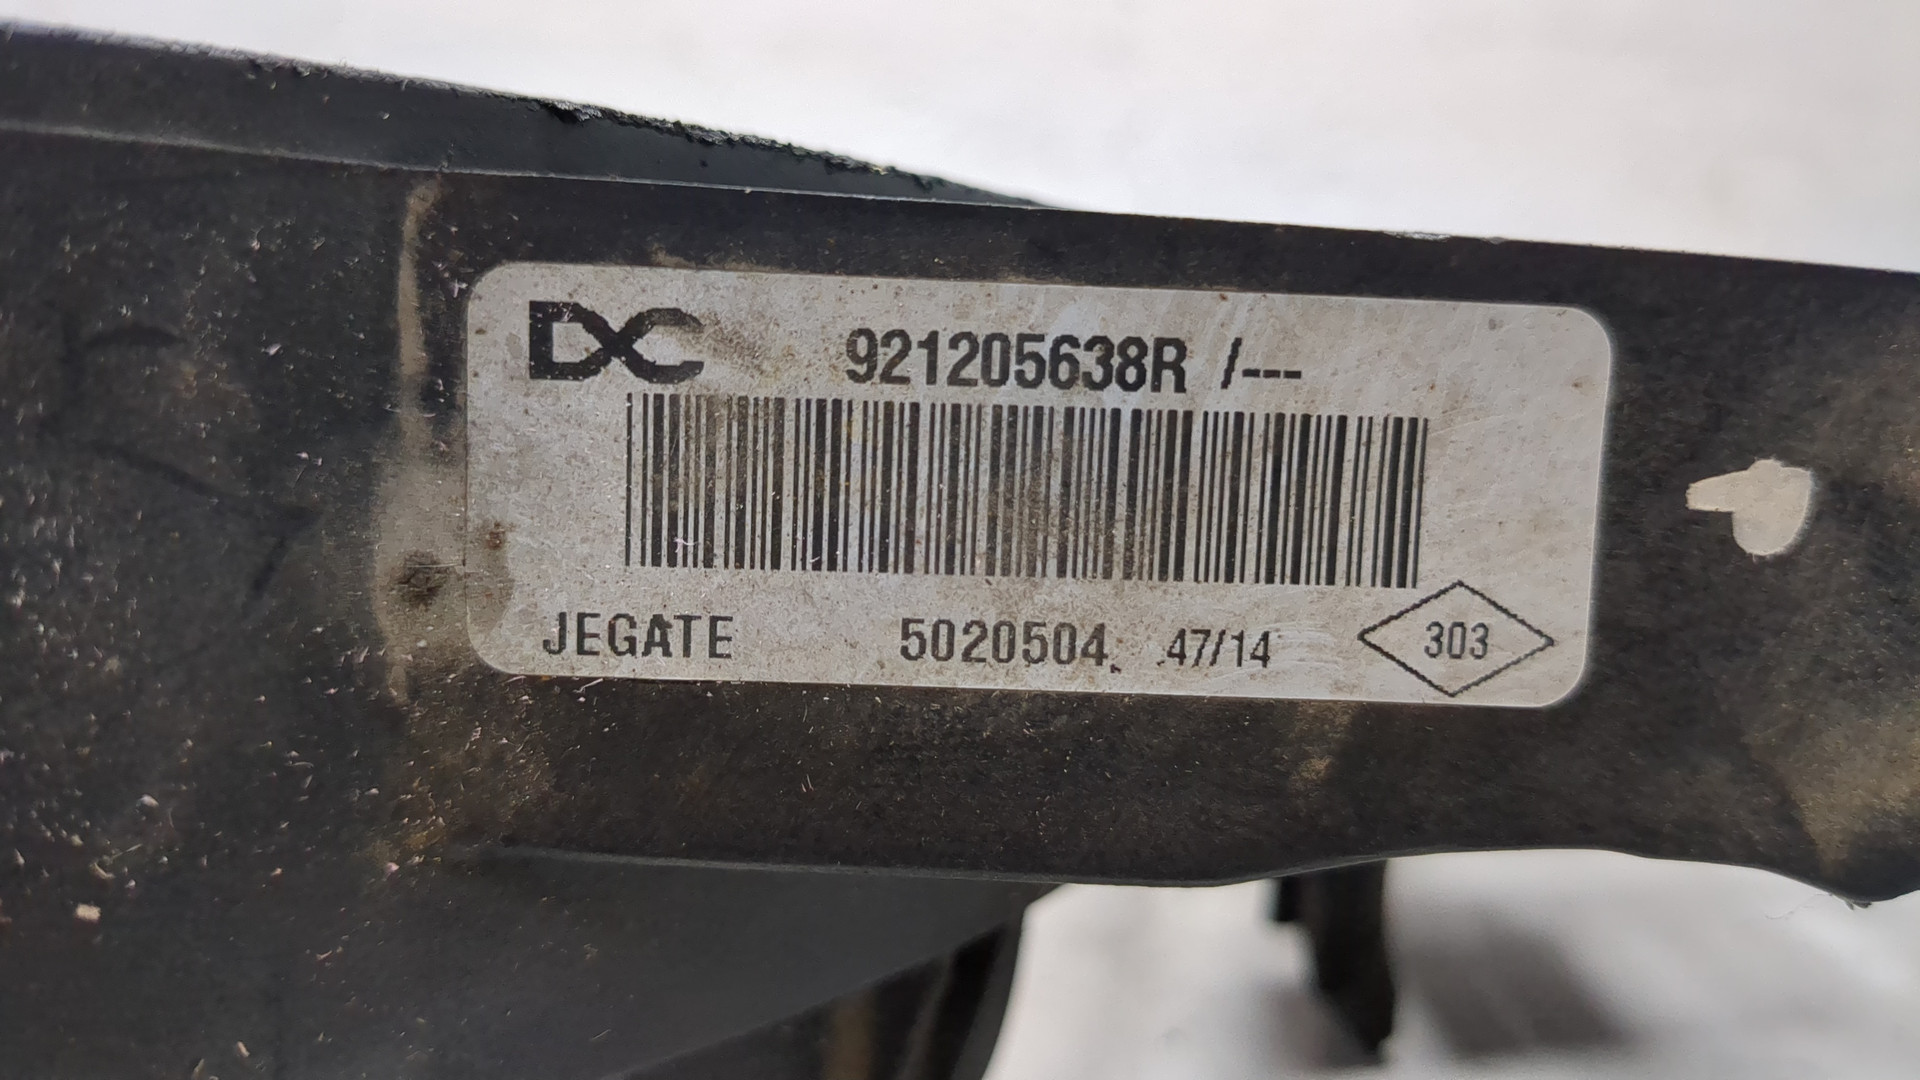 DC 921205638R /---
JEGATE 5020504 47/14 303